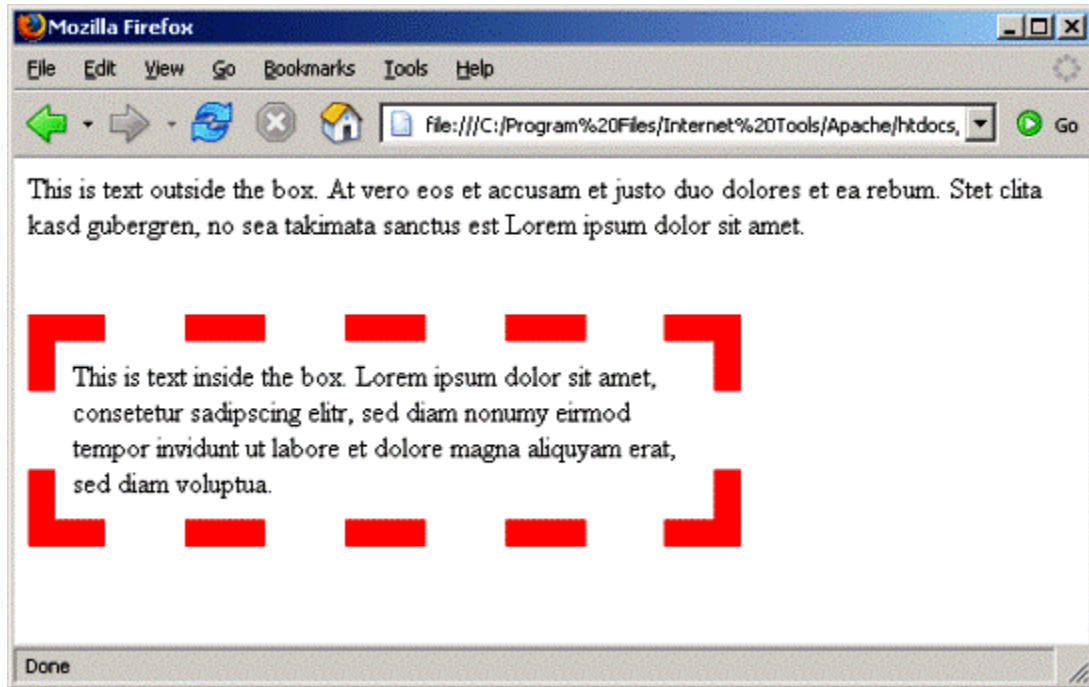 Mozilla Firefox
File Edit View Go Bookmarks Tools Help
file:///C:/Program%20Files/Internet%20Tools/Apache/htdocs, Go
This is text outside the box. At vero eos et accusam et justo duo dolores et ea rebum. Stet clita
kasd gubergren, no sea takimata sanctus est Lorem ipsum dolor sit amet.
This is text inside the box. Lorem ipsum dolor sit amet,
consetetur sadipscing elitr, sed diam nonumy eirmod
tempor invidunt ut labore et dolore magna aliquyam erat,
sed diam voluptua.
Done